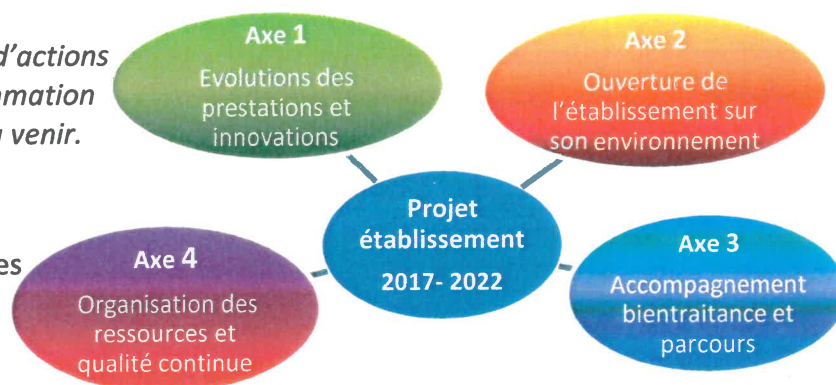 d'actions
venir.
es
Axe 1
Evolutions des
prestations et
innovations
Axe 2
Ouverture de
l'établissement sur
son environnement
Projet
établissement
2017- 2022
Axe 4
Organisation des
ressources et
qualité continue
Axe 3
Accompagnement
bientraitance et
parcours